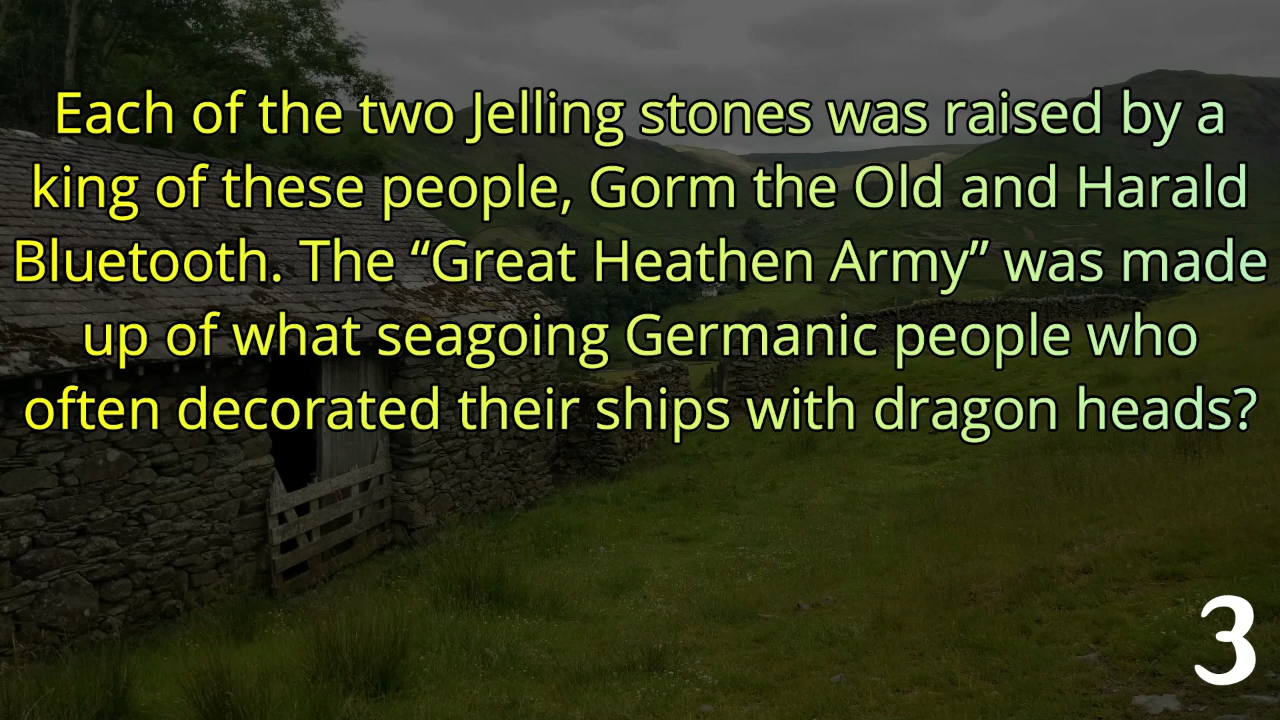 Each of the two Jelling stones was raised by a
king of these people, Gorm the Old and Harald
Bluetooth. The “Great Heathen Army” was made
up of what seagoing Germanic people who
often decorated their ships with dragon heads?
3